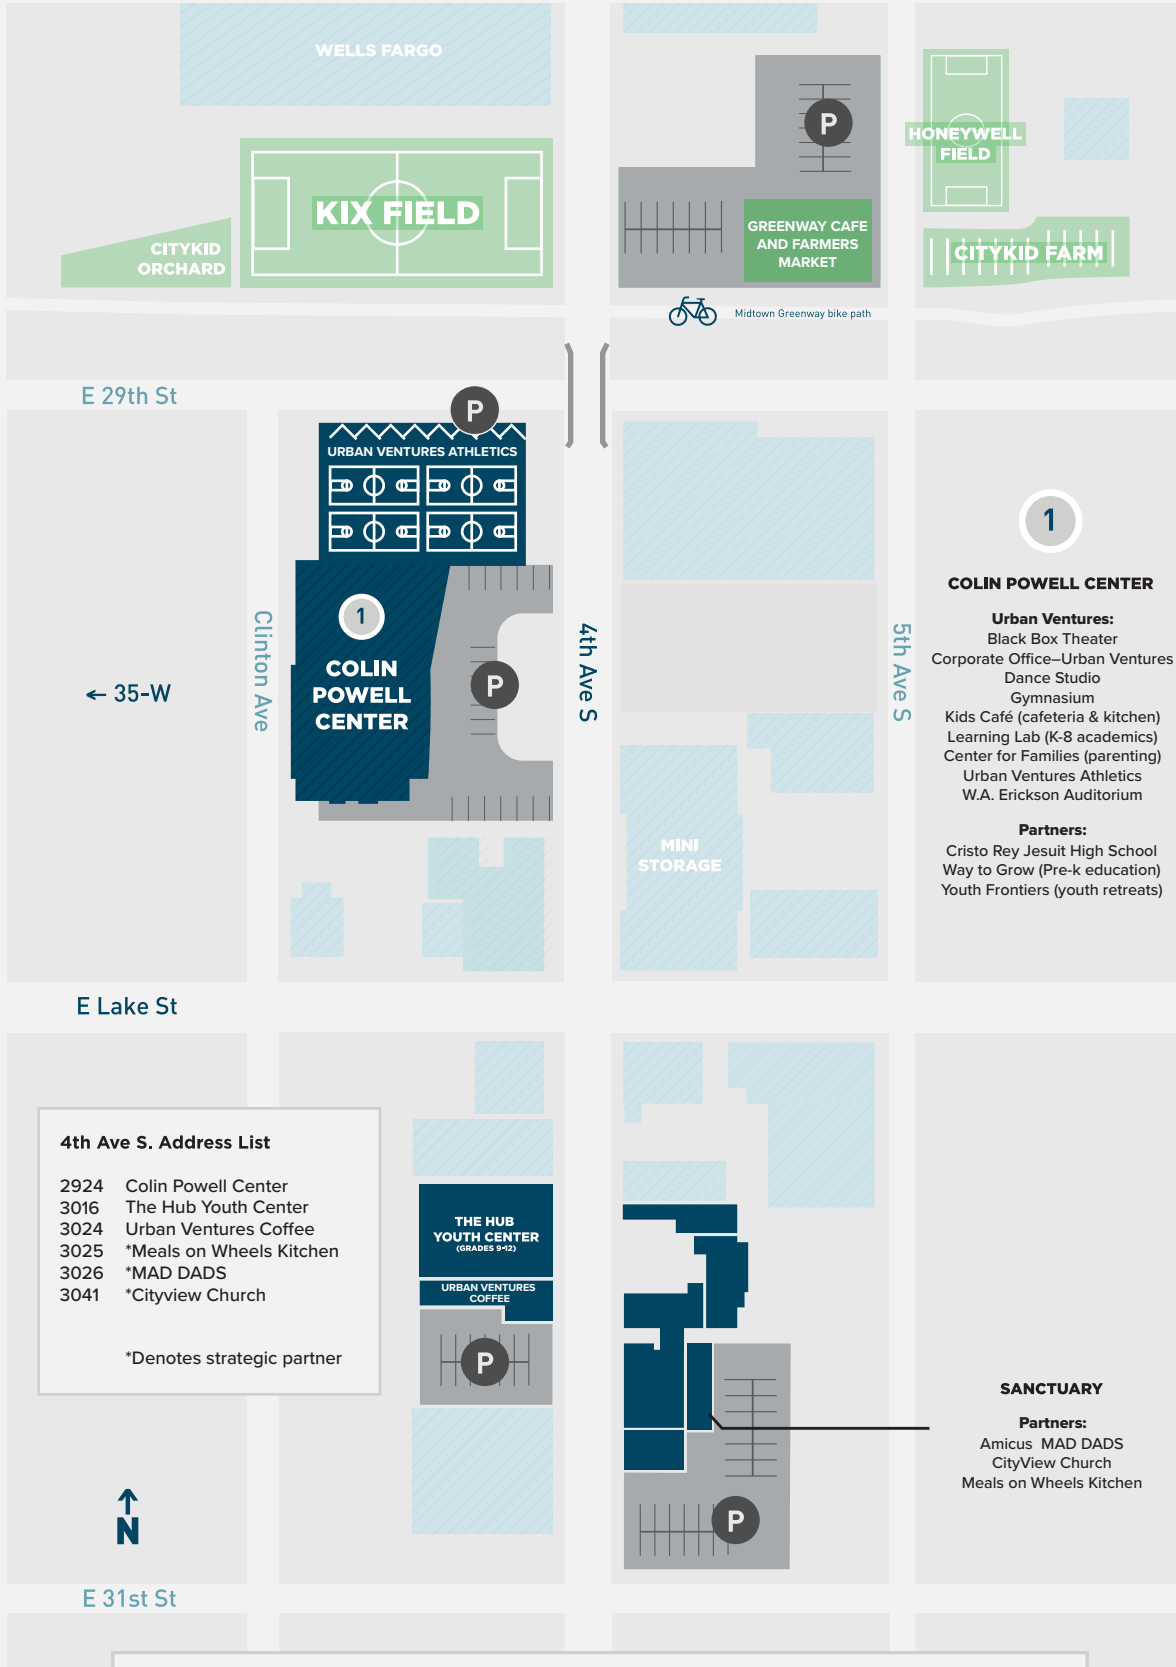 WELLS FARGO
P
HONEYWELL
FIELD
KIX FIELD
CITYKID
ORCHARD
GREENWAY CAFE
AND FARMERS
MARKET
CITYKID FARM
Midtown Greenway bike path
E 29th St
P
URBAN VENTURES ATHLETICS
1
COLIN
POWELL
CENTER
P
Clinton Ave
4th Ave S
5th Ave S
← 35-W
1
COLIN POWELL CENTER
Urban Ventures:
Black Box Theater
Corporate Office–Urban Ventures
Dance Studio
Gymnasium
Kids Café (cafeteria & kitchen)
Learning Lab (K-8 academics)
Center for Families (parenting)
Urban Ventures Athletics
W.A. Erickson Auditorium
Partners:
Cristo Rey Jesuit High School
Way to Grow (Pre-k education)
Youth Frontiers (youth retreats)
MINI
STORAGE
E Lake St
4th Ave S. Address List
2924 Colin Powell Center
3016 The Hub Youth Center
3024 Urban Ventures Coffee
3025 *Meals on Wheels Kitchen
3026 *MAD DADS
3041 *Cityview Church
*Denotes strategic partner
THE HUB
YOUTH CENTER
(GRADES 9-12)
URBAN VENTURES
COFFEE
P
SANCTUARY
Partners:
Amicus MAD DADS
CityView Church
Meals on Wheels Kitchen
P
N
E 31st St